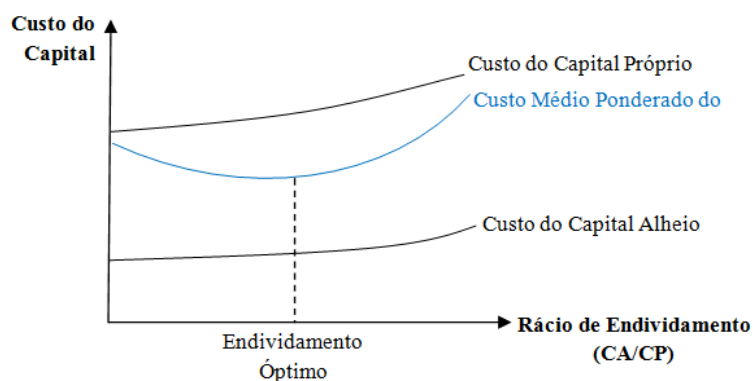 Custo do
Capital
Custo do Capital Próprio
Custo Médio Ponderado do
Custo do Capital Alheio
Rácio de Endividamento
(CA/CP)
Endividamento
Óptimo